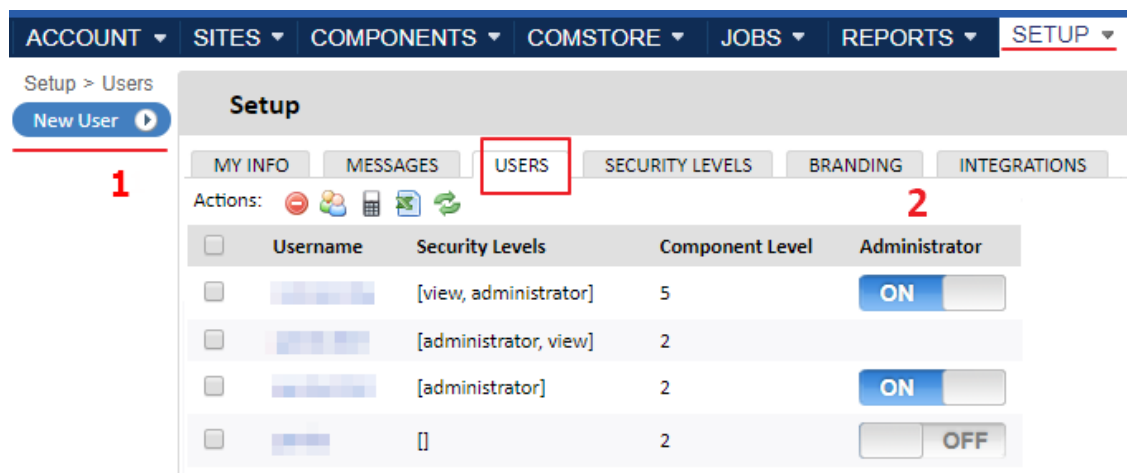 ACCOUNT SITES COMPONENTS COMSTORE JOBS REPORTS SETUP
Setup > Users
New User
Setup
1
MY INFO MESSAGES USERS SECURITY LEVELS BRANDING INTEGRATIONS
Actions:
2
Username Security Levels Component Level Administrator
[view, administrator] 5 ON
[administrator, view] 2
[administrator] 2 ON
[] 2 OFF